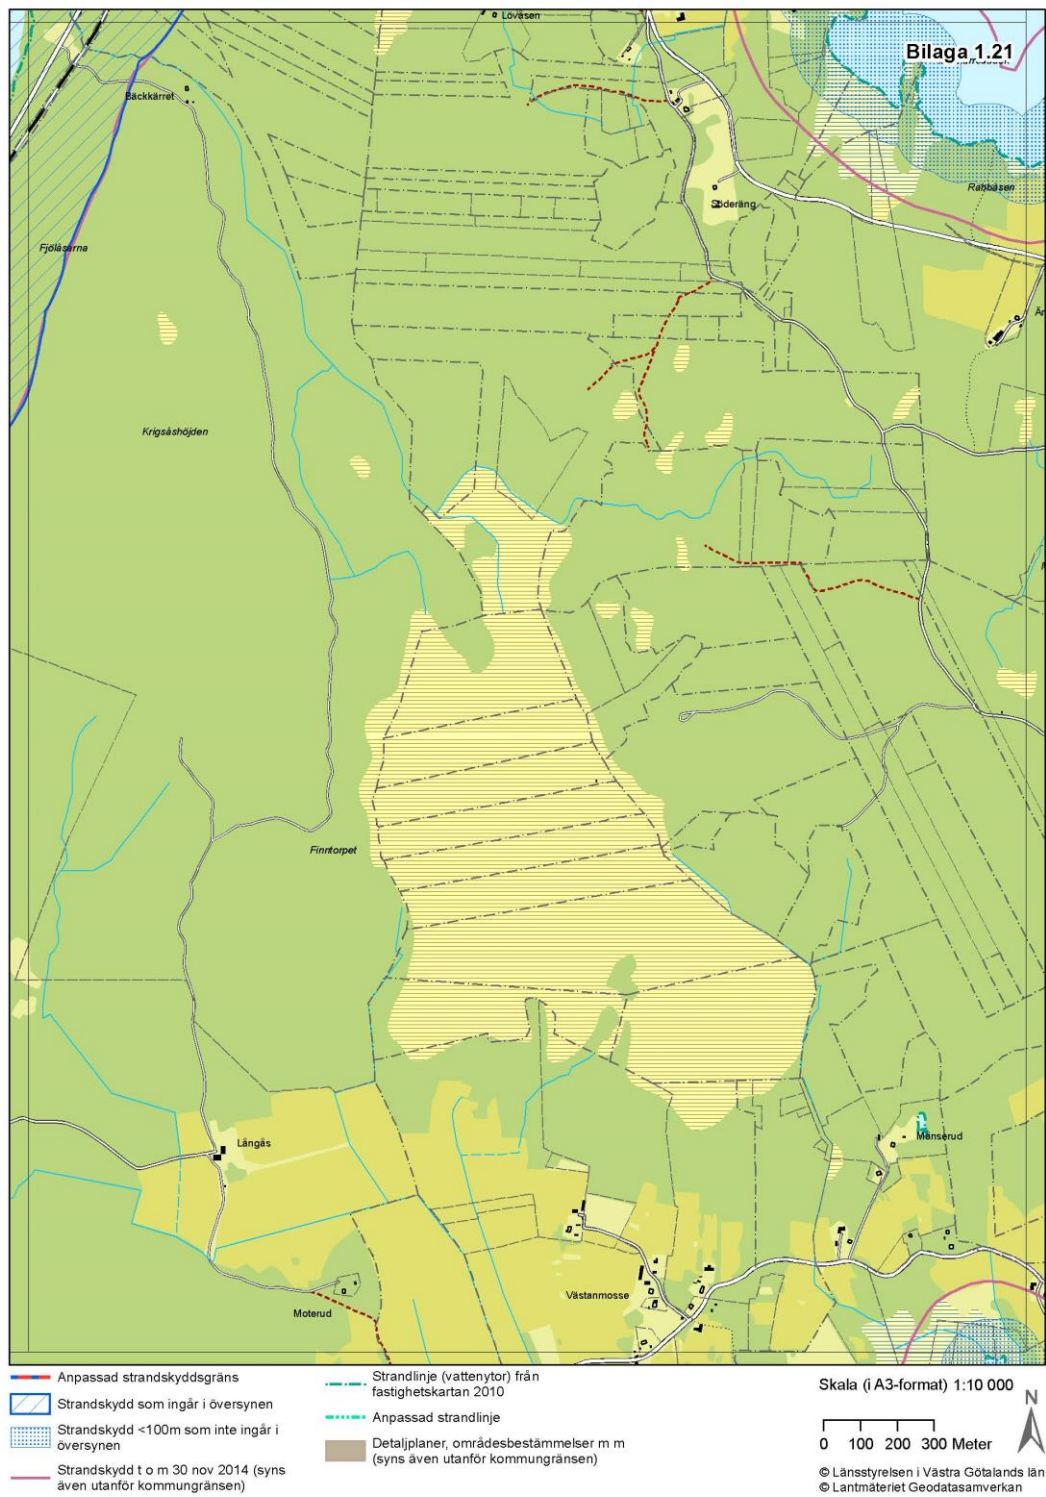 Lövåsen
Bilaga 1.21
Bäckkärret
Rabbåsen
Söderäng
Fjölåsarna
Krigsåshöjden
Finntorpet
Långås
Månserud
Västanmosse
Moterud
Anpassad strandskyddsgräns
Strandskydd som ingår i översynen
Strandskydd <100m som inte ingår i
översynen
Strandskydd t o m 30 nov 2014 (syns
även utanför kommungränsen)
Strandlinje (vattenytor) från
fastighetskartan 2010
Anpassad strandlinje
Detaljplaner, områdesbestämmelser m m
(syns även utanför kommungränsen)
Skala (i A3-format) 1:10 000
N
0 100 200 300 Meter
© Länsstyrelsen i Västra Götalands län
© Lantmäteriet Geodatasamverkan